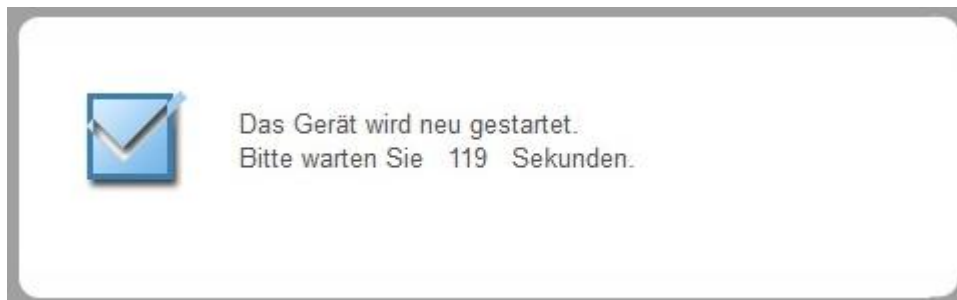 Das Gerät wird neu gestartet.
Bitte warten Sie 119 Sekunden.